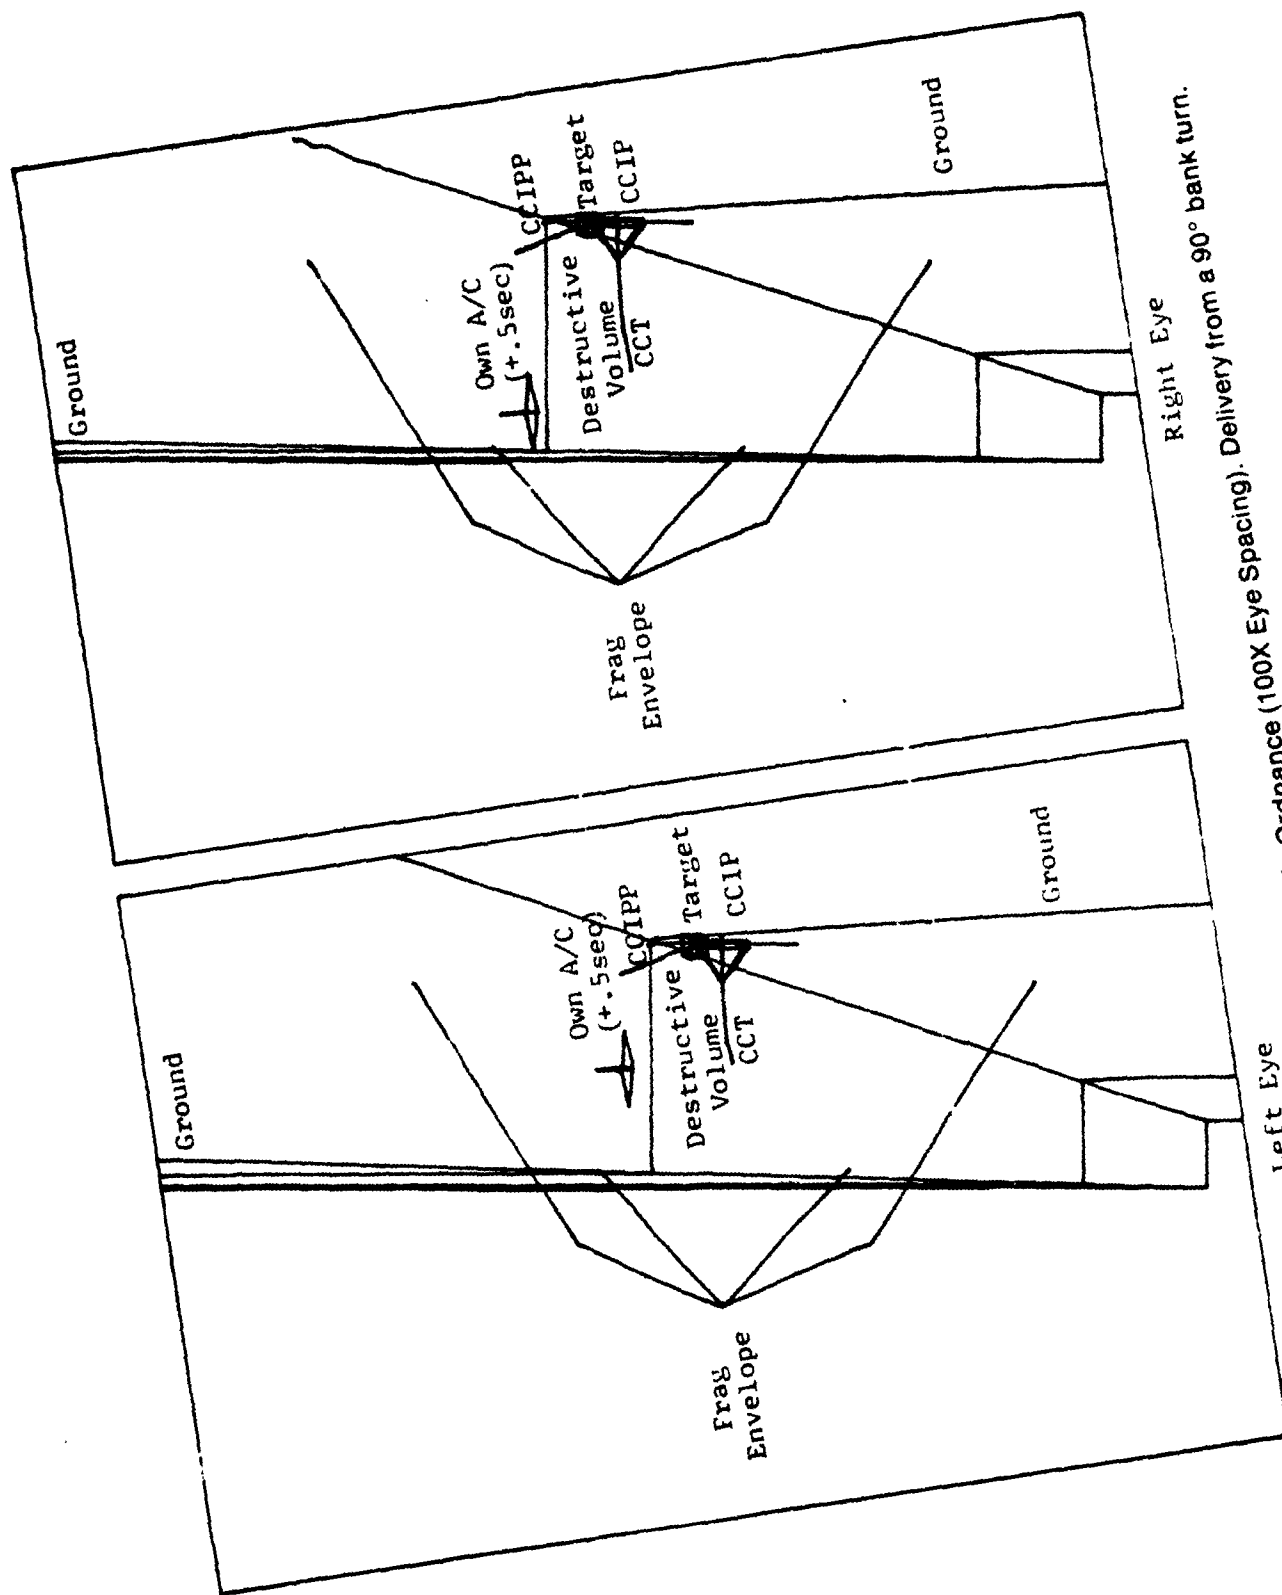 Ground
Own A/C
(+.5sec)
CCIPP
Destructive
Target
Volume
CCIP
CCT
Frag
Envelope
Ground
Left Eye
Ground
Own A/C
(+.5sec)
CCIPP
Destructive
Target
Volume
CCIP
CCT
Frag
Envelope
Ground
Right Eye
Ordnance (100X Eye Spacing). Delivery from a 90° bank turn.